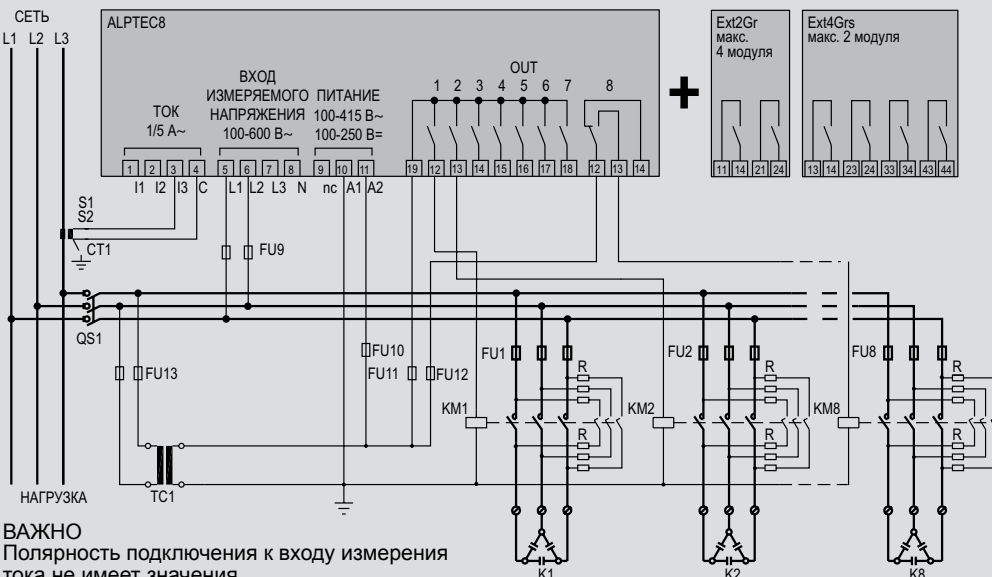 СЕТЬ
L1 L2 L3
ALPTEC8
ТОК
1/5 A~
ВХОД
ИЗМЕРЯЕМОГО
НАПРЯЖЕНИЯ
100-600 В~
ПИТАНИЕ
100-415 В~
100-250 В=
OUT
1 2 3 4 5 6 7 8
1 2 3 4 5 6 7 8 9 10 11 19 12 13 14 15 16 17 18 12 13 14
I1 I2 I3 C L1 L2 L3 N nc A1 A2
+
Ext2Gr
макс.
4 модуля
11 14 21 24
Ext4Grs
макс. 2 модуля
13 14 23 24 33 34 43 44
S1
S2
CT1
FU9
QS1
FU13
FU10
FU11
FU12
FU1
FU2
FU8
R
R
R
KM1
KM2
KM8
R
R
R
TC1
НАГРУЗКА
K1
K2
K8
ВАЖНО
Полярность подключения к входу измерения
тока не имеет значения